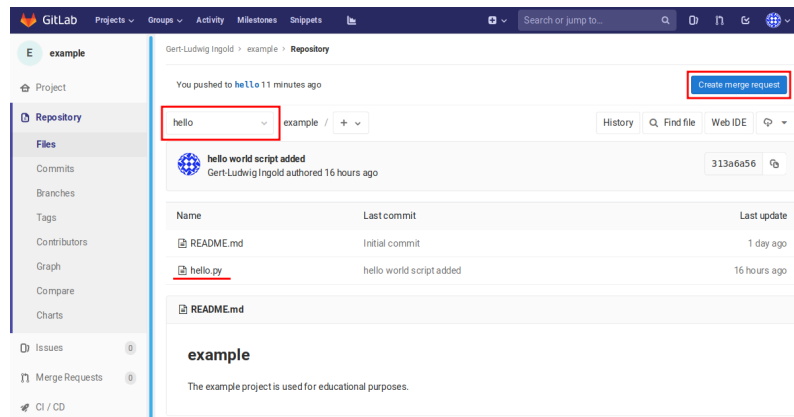 GitLab Projects Groups Activity Milestones Snippets Search or jump to...
E example
Project
Repository
Files
Commits
Branches
Tags
Contributors
Graph
Compare
Charts
Issues 0
Merge Requests 0
CI / CD
Gert-Ludwig Ingold > example > Repository
You pushed to hello 11 minutes ago Create merge request
hello example / + History Find file Web IDE
hello world script added
Gert-Ludwig Ingold authored 16 hours ago 313a6a56
Name Last commit Last update
README.md Initial commit 1 day ago
hello.py hello world script added 16 hours ago
README.md
example
The example project is used for educational purposes.